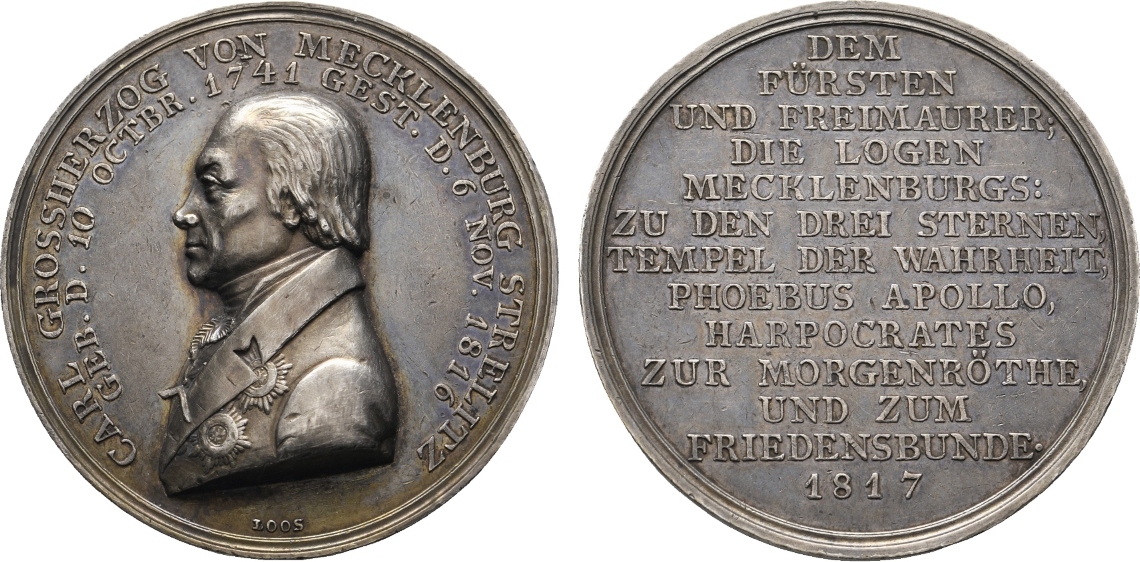 CARL GROSSHERZOG VON MECKLENBURG STRELITZ
GEB. D. 10 OCTBR. 1741 GEST. D. 6 NOV. 1816
LOOS
DEM
FÜRSTEN
UND FREIMAURER;
DIE LOGEN
MECKLENBURGS:
ZU DEN DREI STERNEN,
TEMPEL DER WAHRHEIT,
PHOEBUS APOLLO,
HARPOCRATES
ZUR MORGENRÖTHE,
UND ZUM
FRIEDENSBUNDE.
1817